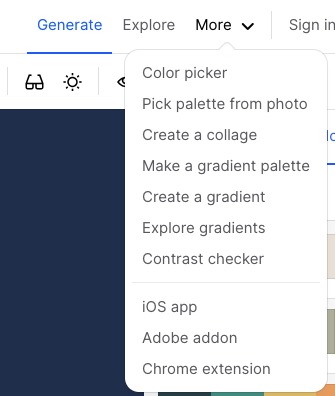 Generate Explore More Sign in
Color picker
Pick palette from photo
Create a collage
Make a gradient palette
Create a gradient
Explore gradients
Contrast checker
iOS app
Adobe addon
Chrome extension